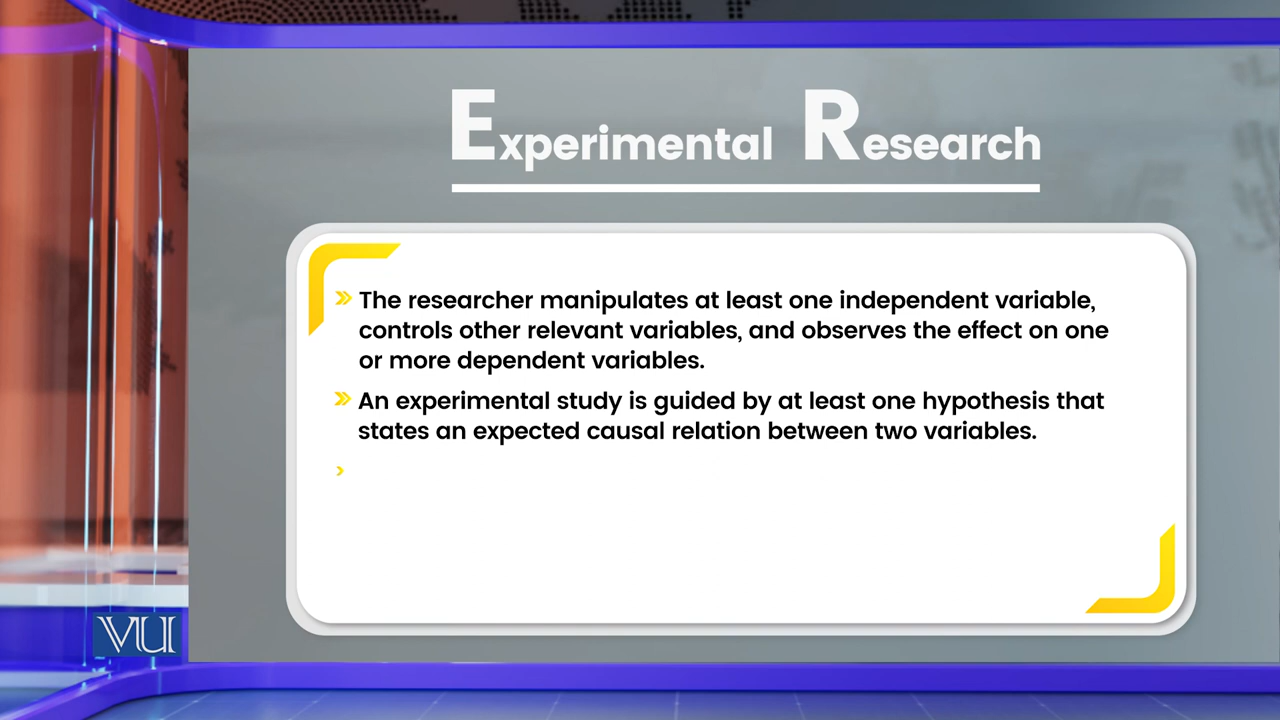 Experimental Research
The researcher manipulates at least one independent variable,
controls other relevant variables, and observes the effect on one
or more dependent variables.
An experimental study is guided by at least one hypothesis that
states an expected causal relation between two variables.
VU